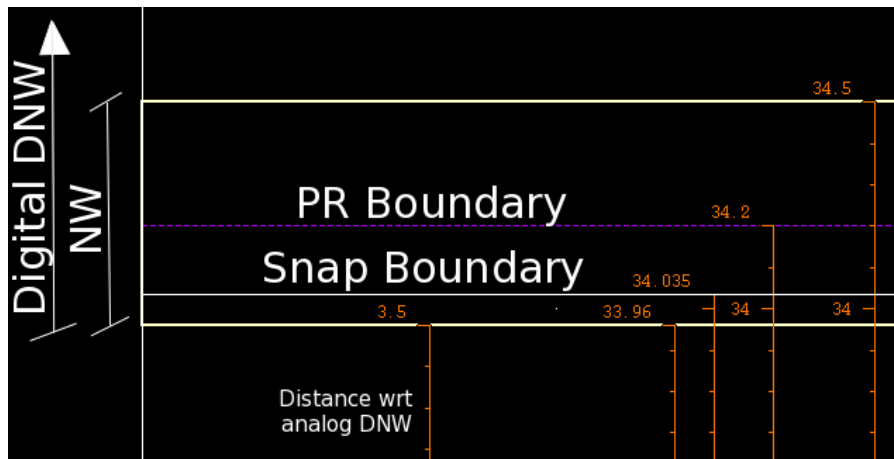 Digital DNW
NW
34.5
PR Boundary
34.2
Snap Boundary
34.035
3.5
33.96
34
34
Distance wrt
analog DNW